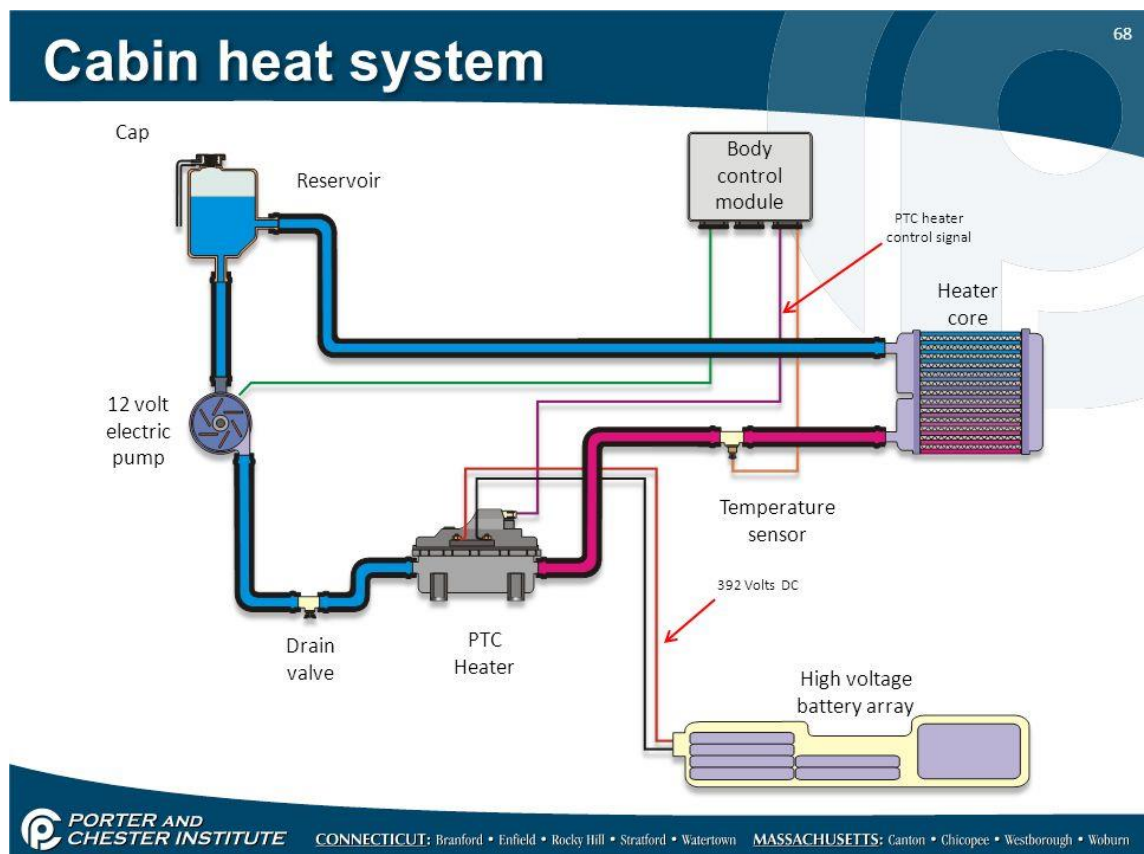 68
Cabin heat system
Cap
Reservoir
Body
control
module
PTC heater
control signal
Heater
core
12 volt
electric
pump
Temperature
sensor
392 Volts DC
Drain
valve
PTC
Heater
High voltage
battery array
PORTER AND
CHESTER INSTITUTE
CONNECTICUT: Branford • Enfield • Rocky Hill • Stratford • Watertown MASSACHUSETTS: Canton • Chicopee • Westborough • Woburn